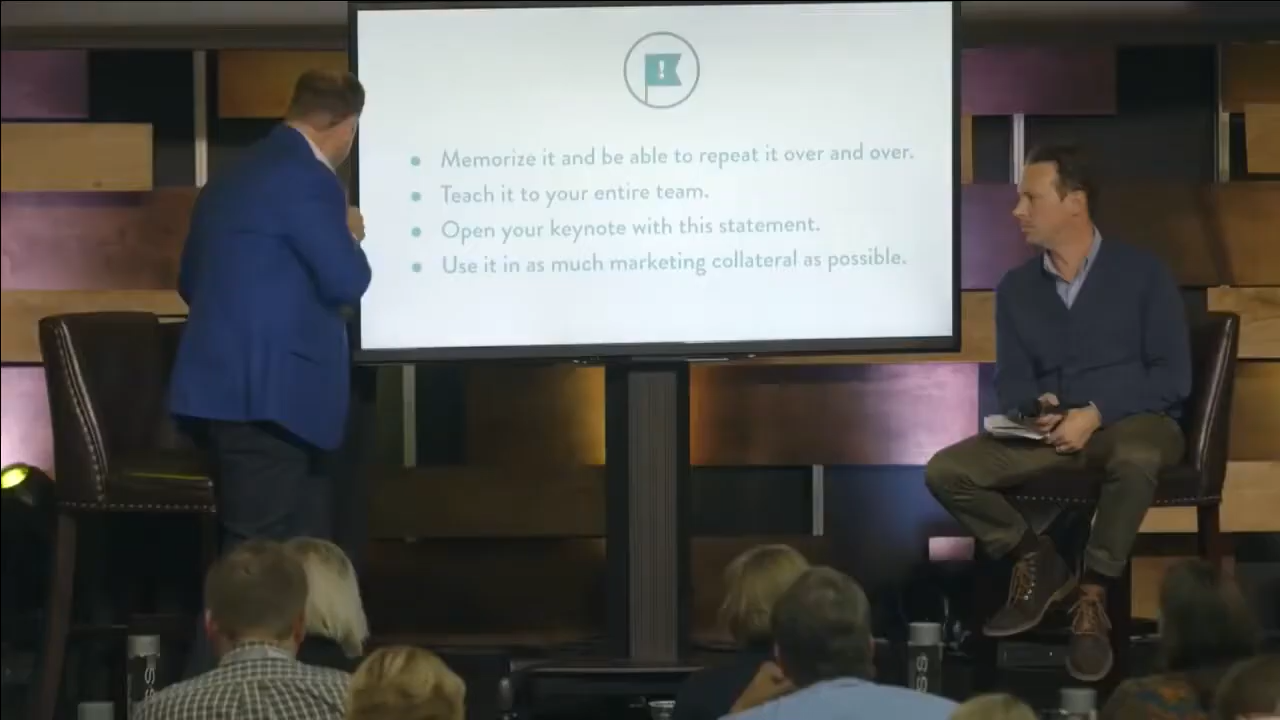 !
• Memorize it and be able to repeat it over and over.
• Teach it to your entire team.
• Open your keynote with this statement.
• Use it in as much marketing collateral as possible.